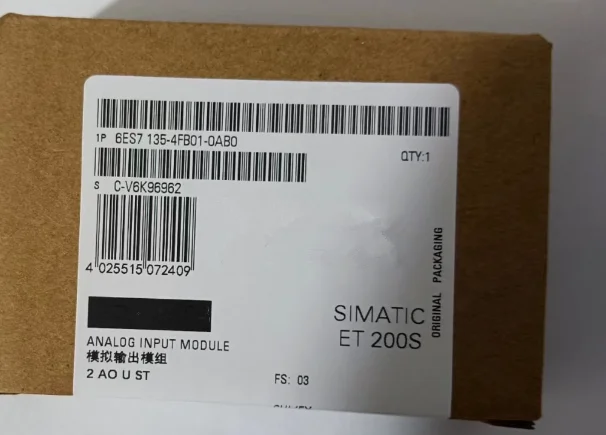 1P 6ES7 135-4FB01-0AB0
QTY:1
S C-V6K96962
4 025515 072409
ORIGINAL PACKAGING
SIMATIC
ET 200S
ANALOG INPUT MODULE
模拟输出模组
2 AO U ST
FS: 03